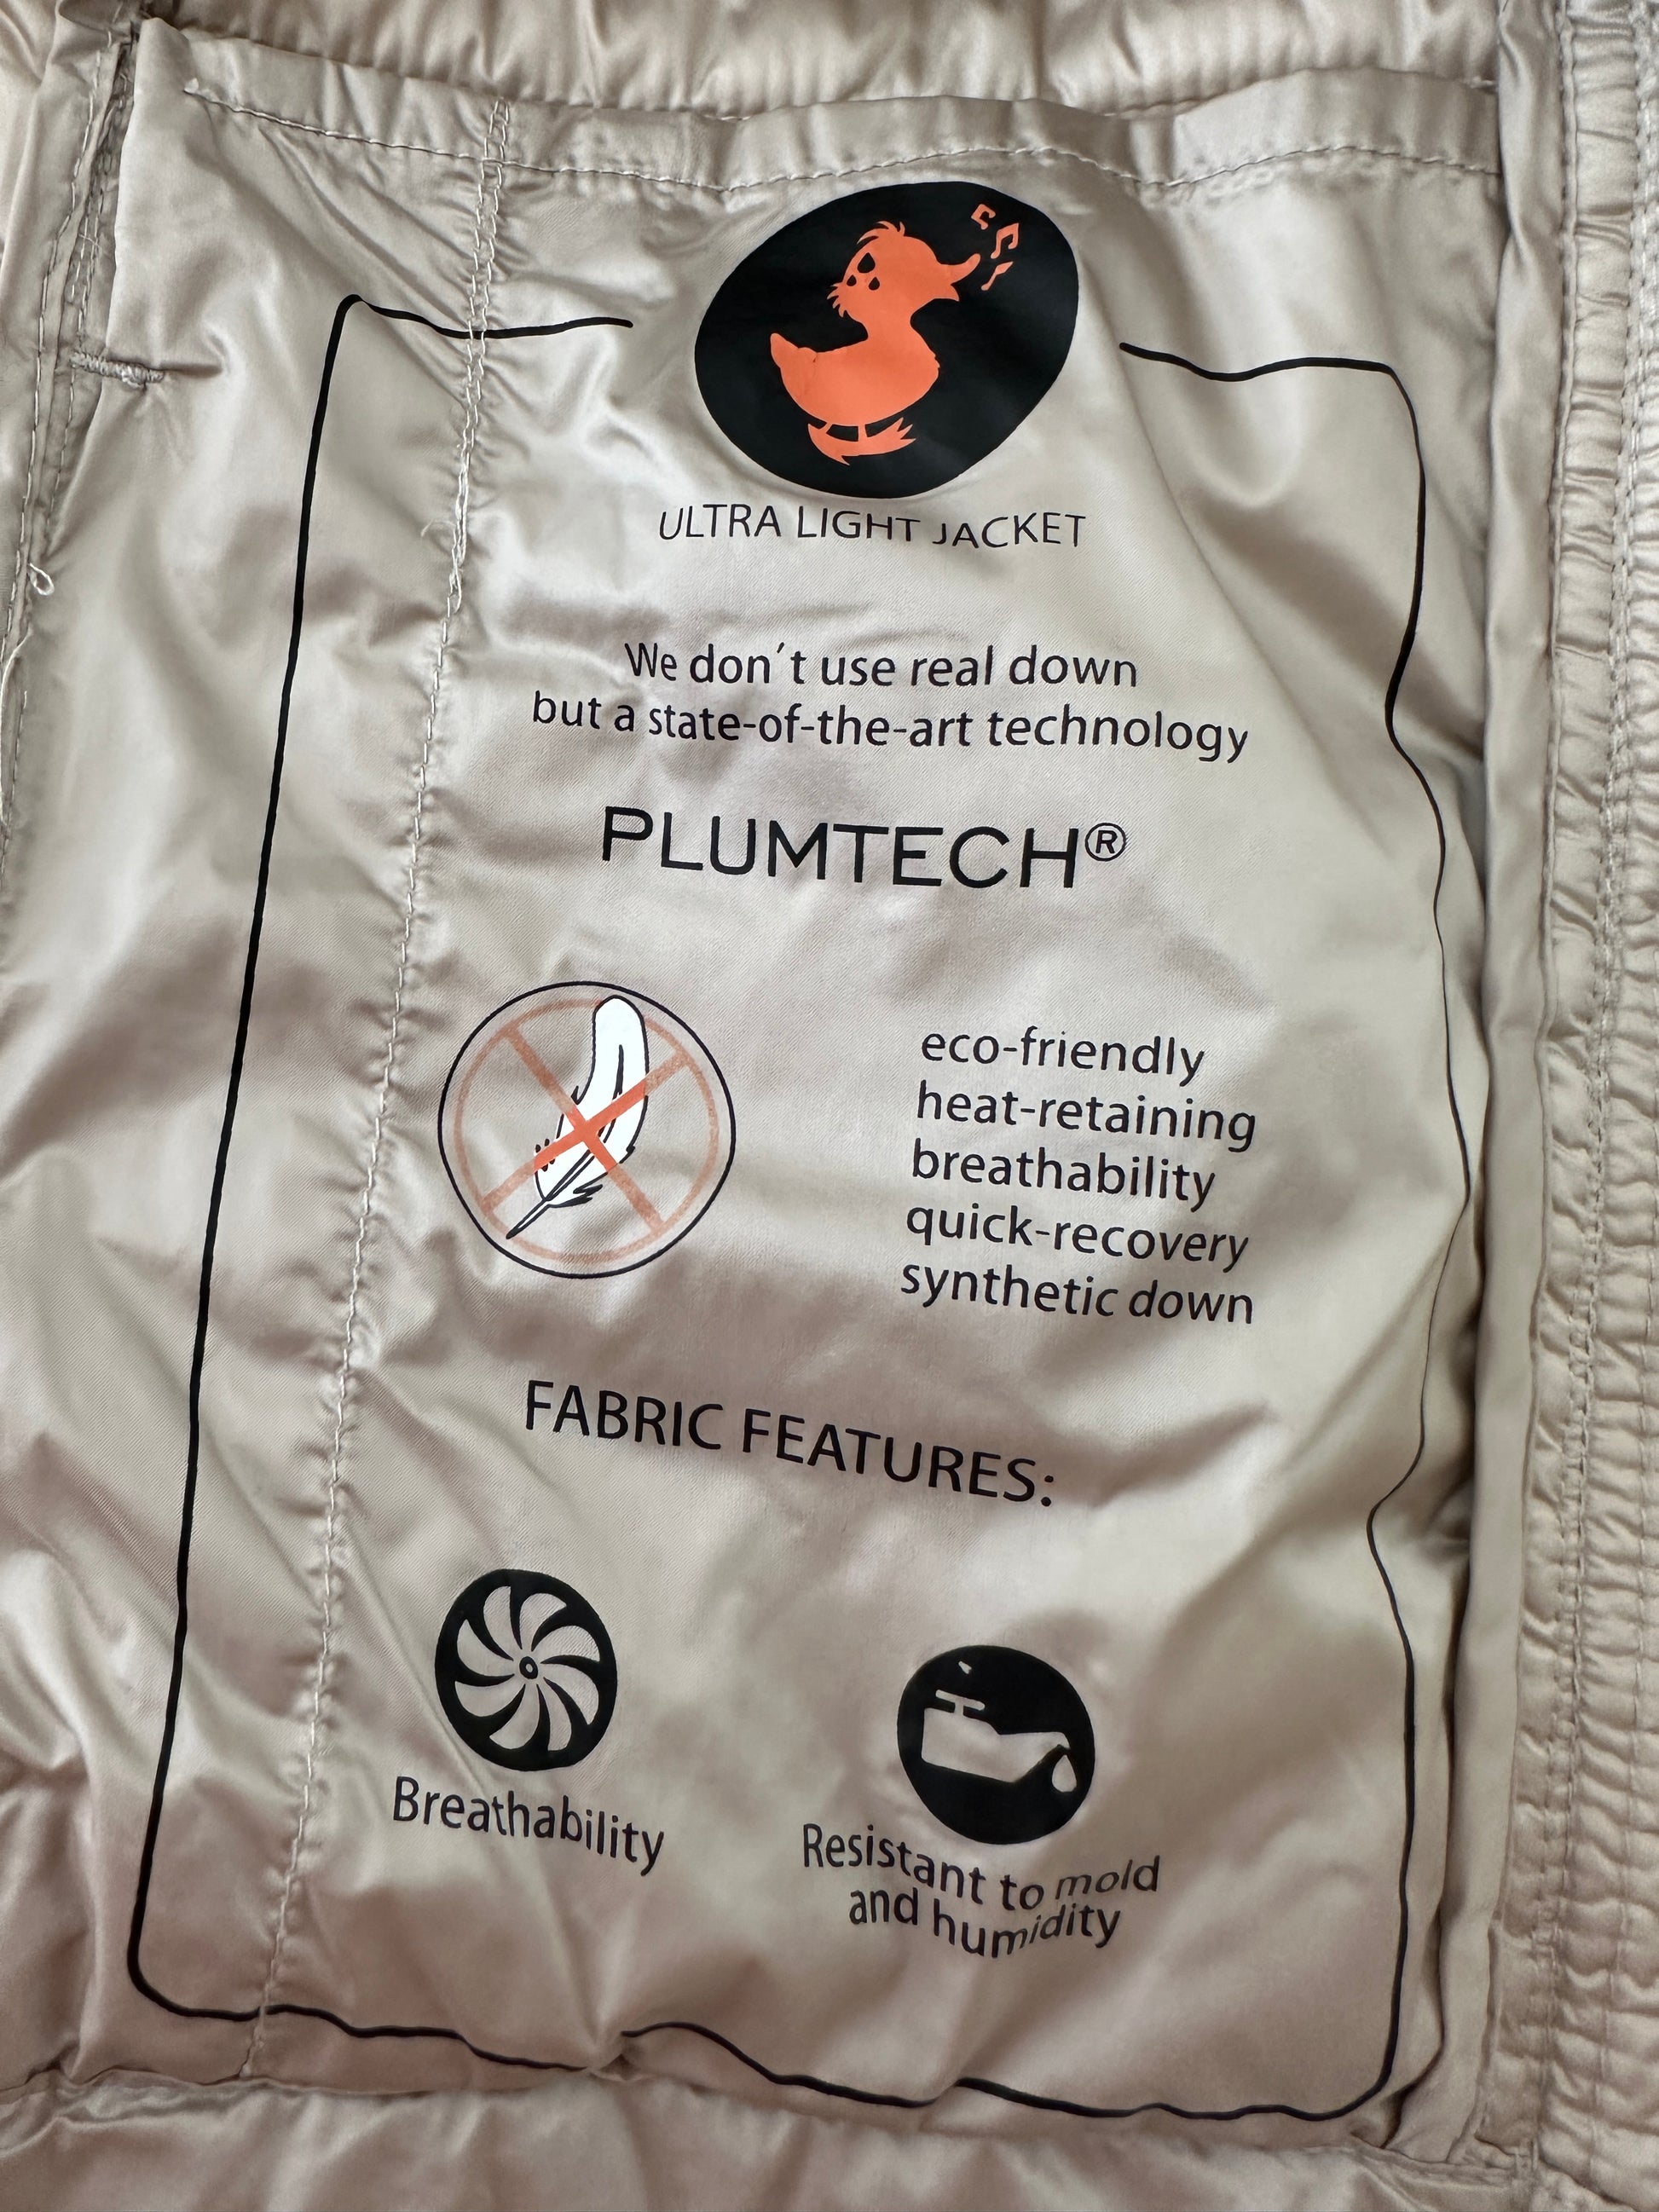 ULTRA LIGHT JACKET
We don't use real down
but a state-of-the-art technology
PLUMTECH®
eco-friendly
heat-retaining
breathability
quick-recovery
synthetic down
FABRIC FEATURES:
Breathability
Resistant to mold
and humidity